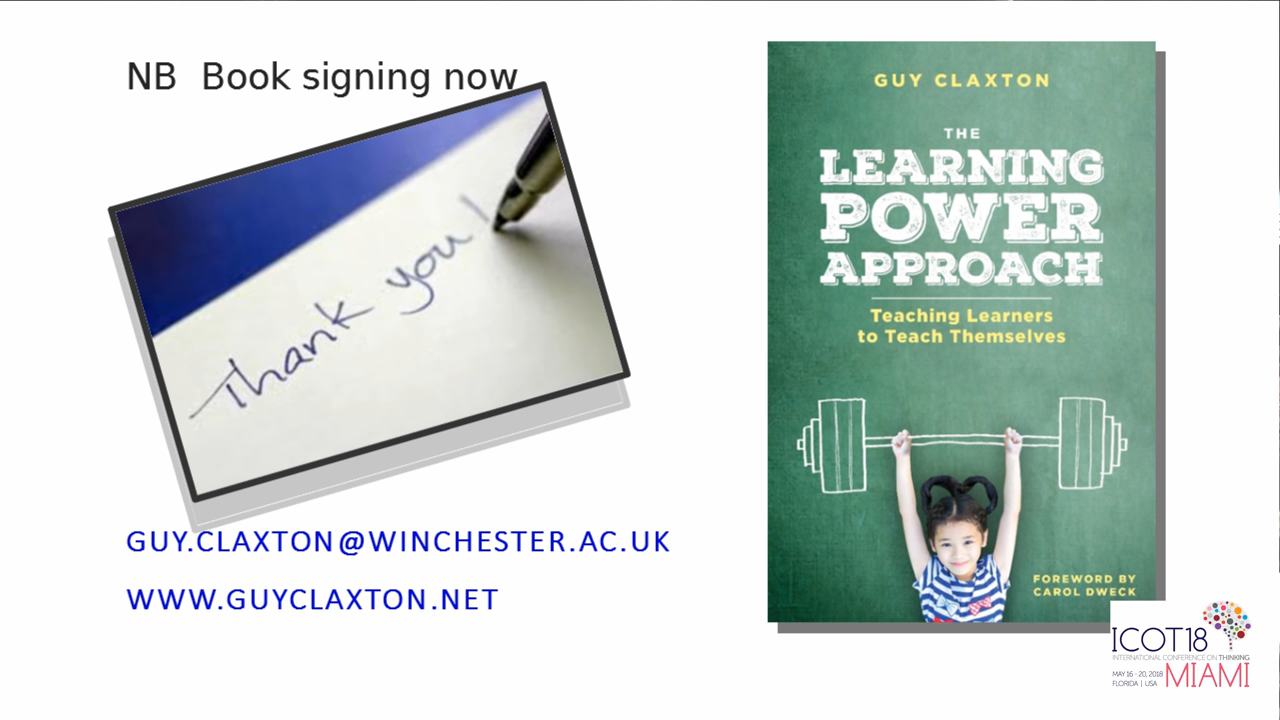 NB  Book signing now
Thank you!
GUY.CLAXTON@WINCHESTER.AC.UK
WWW.GUYCLAXTON.NET
GUY CLAXTON
THE
LEARNING
POWER
APPROACH
Teaching Learners
to Teach Themselves
FOREWORD BY
CAROL DWECK
ICOT18
INTERNATIONAL CONFERENCE ON THINKING
MAY 16 - 20, 2018
FLORIDA | USA
MIAMI